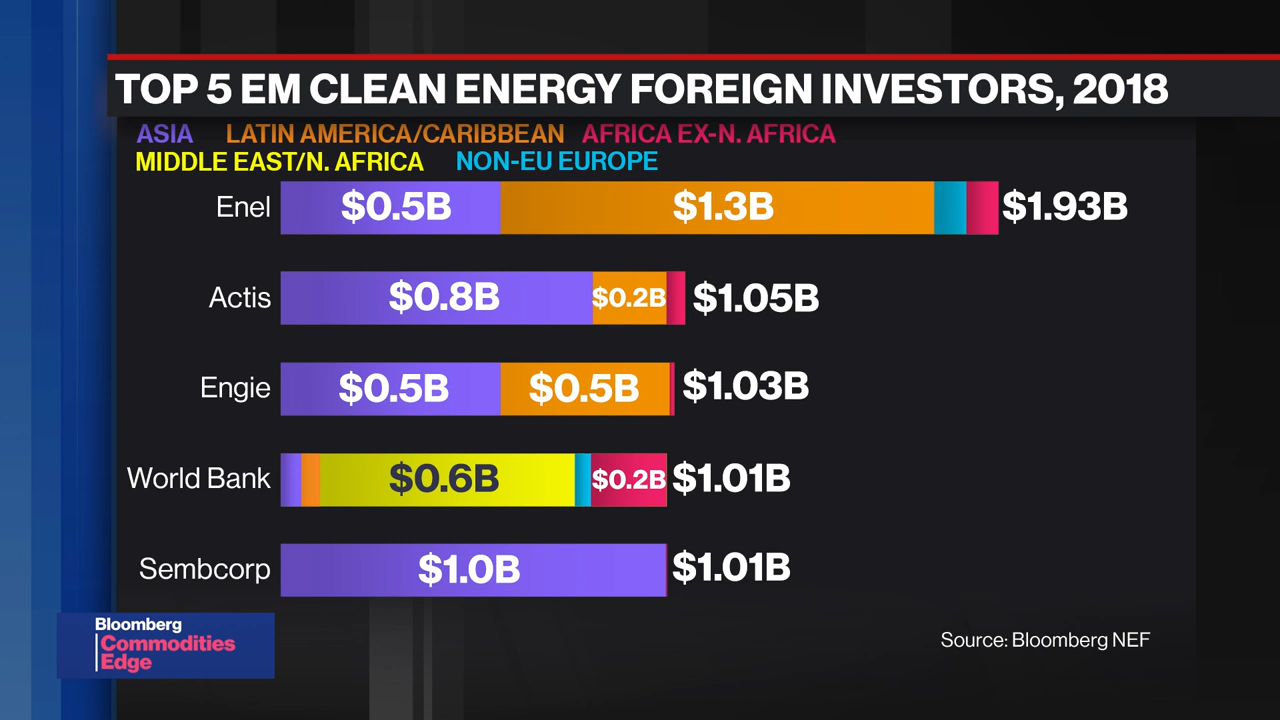 TOP 5 EM CLEAN ENERGY FOREIGN INVESTORS, 2018
ASIA LATIN AMERICA/CARIBBEAN AFRICA EX-N. AFRICA
MIDDLE EAST/N. AFRICA NON-EU EUROPE
Enel $0.5B $1.3B $1.93B
Actis $0.8B $0.2B $1.05B
Engie $0.5B $0.5B $1.03B
World Bank $0.6B $0.2B $1.01B
Sembcorp $1.0B $1.01B
Bloomberg
Commodities
Edge
Source: Bloomberg NEF